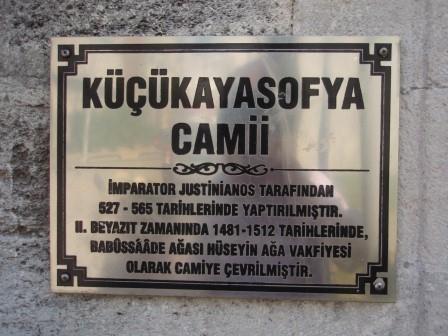 KÜÇÜKAYASOFYA
CAMİİ
İMPARATOR JUSTİNİANOS TARAFINDAN
527 - 565 TARİHLERİNDE YAPTIRILMIŞTIR.
II. BEYAZIT ZAMANINDA 1481-1512 TARİHLERİNDE,
BABÜSSÂÂDE AĞASI HÜSEYİN AĞA VAKFİYESİ
OLARAK CAMİYE ÇEVRİLMİŞTİR.